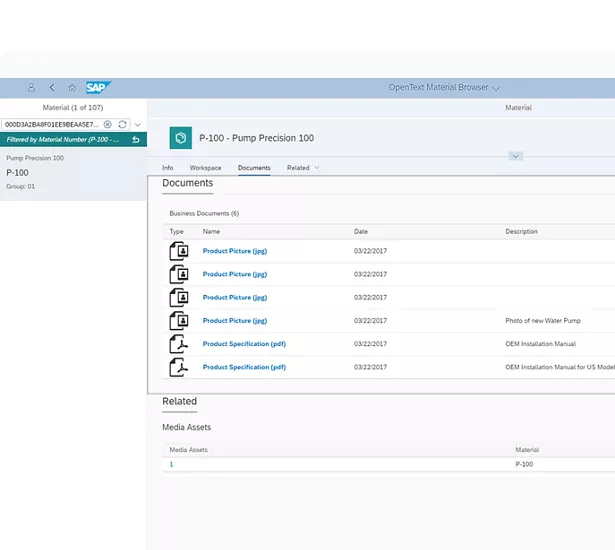 SAP
OpenText Material Browser
Material (1 of 107)
Material
000D3A2BA8F01EE9BEAA5E7...
Filtered by Material Number (P-100 - ...
Pump Precision 100
P-100
Group: 01
P-100 - Pump Precision 100
Info Workspace Documents Related
Documents
Business Documents (6)
Type Name Date Description
Product Picture (jpg) 03/22/2017
Product Picture (jpg) 03/22/2017
Product Picture (jpg) 03/22/2017
Product Picture (jpg) 03/22/2017 Photo of new Water Pump
Product Specification (pdf) 03/22/2017 OEM Installation Manual
Product Specification (pdf) 03/22/2017 OEM Installation Manual for US Model
Related
Media Assets
Media Assets Material
1 P-100